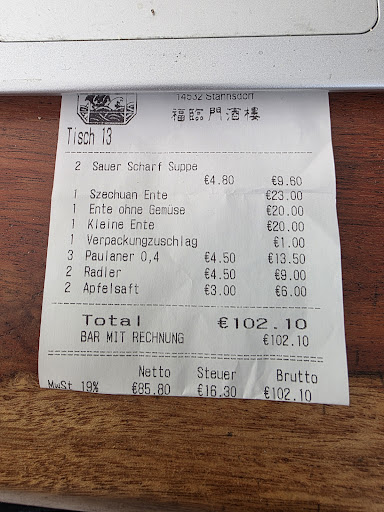 14532 Stahnsdorf
福臨門酒樓
Tisch 13
2 Sauer Scharf Suppe
€4.80 €9.60
1 Szechuan Ente €23.00
1 Ente ohne Gemüse €20.00
1 Kleine Ente €20.00
1 Verpackungzuschlag €1.00
3 Paulaner 0,4 €4.50 €13.50
2 Radler €4.50 €9.00
2 Apfelsaft €3.00 €6.00
Total €102.10
BAR MIT RECHNUNG €102.10
Netto Steuer Brutto
MwSt 19% €85.80 €16.30 €102.10